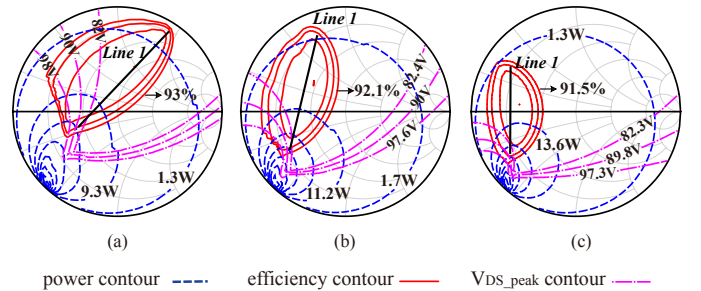 98V
90V
82V
Line 1
93%
9.3W
1.3W
(a)
Line 1
82.4V
90V
97.6V
92.1%
11.2W
1.7W
(b)
1.3W
Line 1
91.5%
13.6W
82.3V
89.8V
97.3V
(c)
power contour
efficiency contour
VDS_peak contour